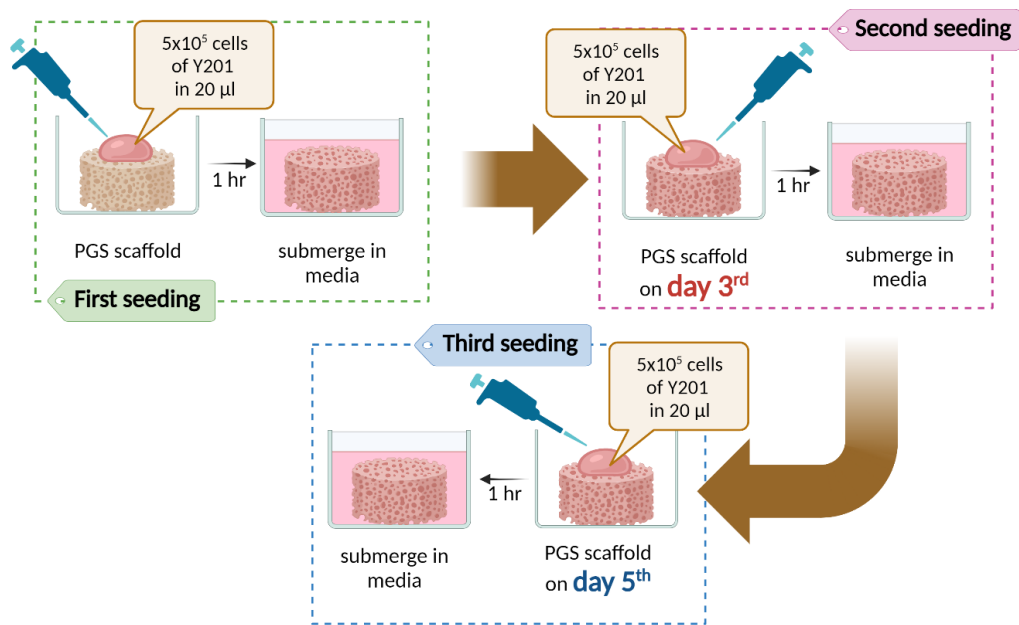 5x10⁵ cells
of Y201
in 20 µl
1 hr
PGS scaffold
submerge in
media
First seeding
Second seeding
5x10⁵ cells
of Y201
in 20 µl
1 hr
PGS scaffold
on day 3ʳᵈ
submerge in
media
Third seeding
5x10⁵ cells
of Y201
in 20 µl
1 hr
submerge in
media
PGS scaffold
on day 5ᵗʰ